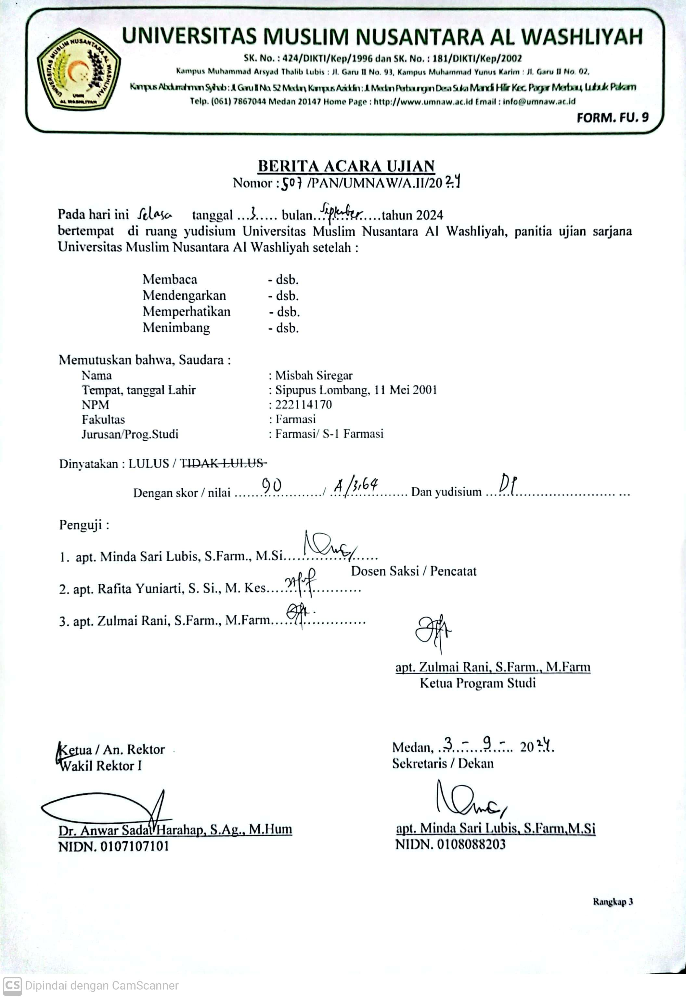 UNIVERSITAS MUSLIM NUSANTARA AL WASHLIYAH
UNIVERSITAS MUSLIM NUSANTARA AL WASHLIYAH
UMN
AL WASHLIYAH
SK. No. : 424/DIKTI/Kep/1996 dan SK. No. : 181/DIKTI/Kep/2002
Kampus Muhammad Arsyad Thalib Lubis : Jl. Garu II No. 93, Kampus Muhammad Yunus Karim : Jl. Garu II No. 02,
Kampus Abdurrahman Syihab : Jl. Garu II No. 52 Medan, Kampus Aziddin : Jl. Medan Perbaungan Desa Suka Mandi Hilir Kec. Pagar Merbau, Lubuk Pakam
Telp. (061) 7867044 Medan 20147 Home Page : http://www.umnaw.ac.id Email : info@umnaw.ac.id
FORM. FU. 9
BERITA ACARA UJIAN
Nomor : 507 /PAN/UMNAW/A.II/2024
Pada hari ini Selasa tanggal ...3..... bulan...September.....tahun 2024
bertempat di ruang yudisium Universitas Muslim Nusantara Al Washliyah, panitia ujian sarjana
Universitas Muslim Nusantara Al Washliyah setelah :
Membaca - dsb.
Mendengarkan - dsb.
Memperhatikan - dsb.
Menimbang - dsb.
Memutuskan bahwa, Saudara :
Nama : Misbah Siregar
Tempat, tanggal Lahir : Sipupus Lombang, 11 Mei 2001
NPM : 222114170
Fakultas : Farmasi
Jurusan/Prog.Studi : Farmasi/ S-1 Farmasi
Dinyatakan : LULUS / TIDAK LULUS
Dengan skor / nilai ........90............/ ..A/3,64........ Dan yudisium ...DP..............................
Penguji :
1. apt. Minda Sari Lubis, S.Farm., M.Si......................
Dosen Saksi / Pencatat
2. apt. Rafita Yuniarti, S. Si., M. Kes......................
3. apt. Zulmai Rani, S.Farm., M.Farm......................
apt. Zulmai Rani, S.Farm., M.Farm
Ketua Program Studi
Ketua / An. Rektor
Wakil Rektor I
Medan, ..3..-...9..-.. 2024.
Sekretaris / Dekan
Dr. Anwar Sadat Harahap, S.Ag., M.Hum
NIDN. 0107107101
apt. Minda Sari Lubis, S.Farm,M.Si
NIDN. 0108088203
Rangkap 3
CS Dipindai dengan CamScanner